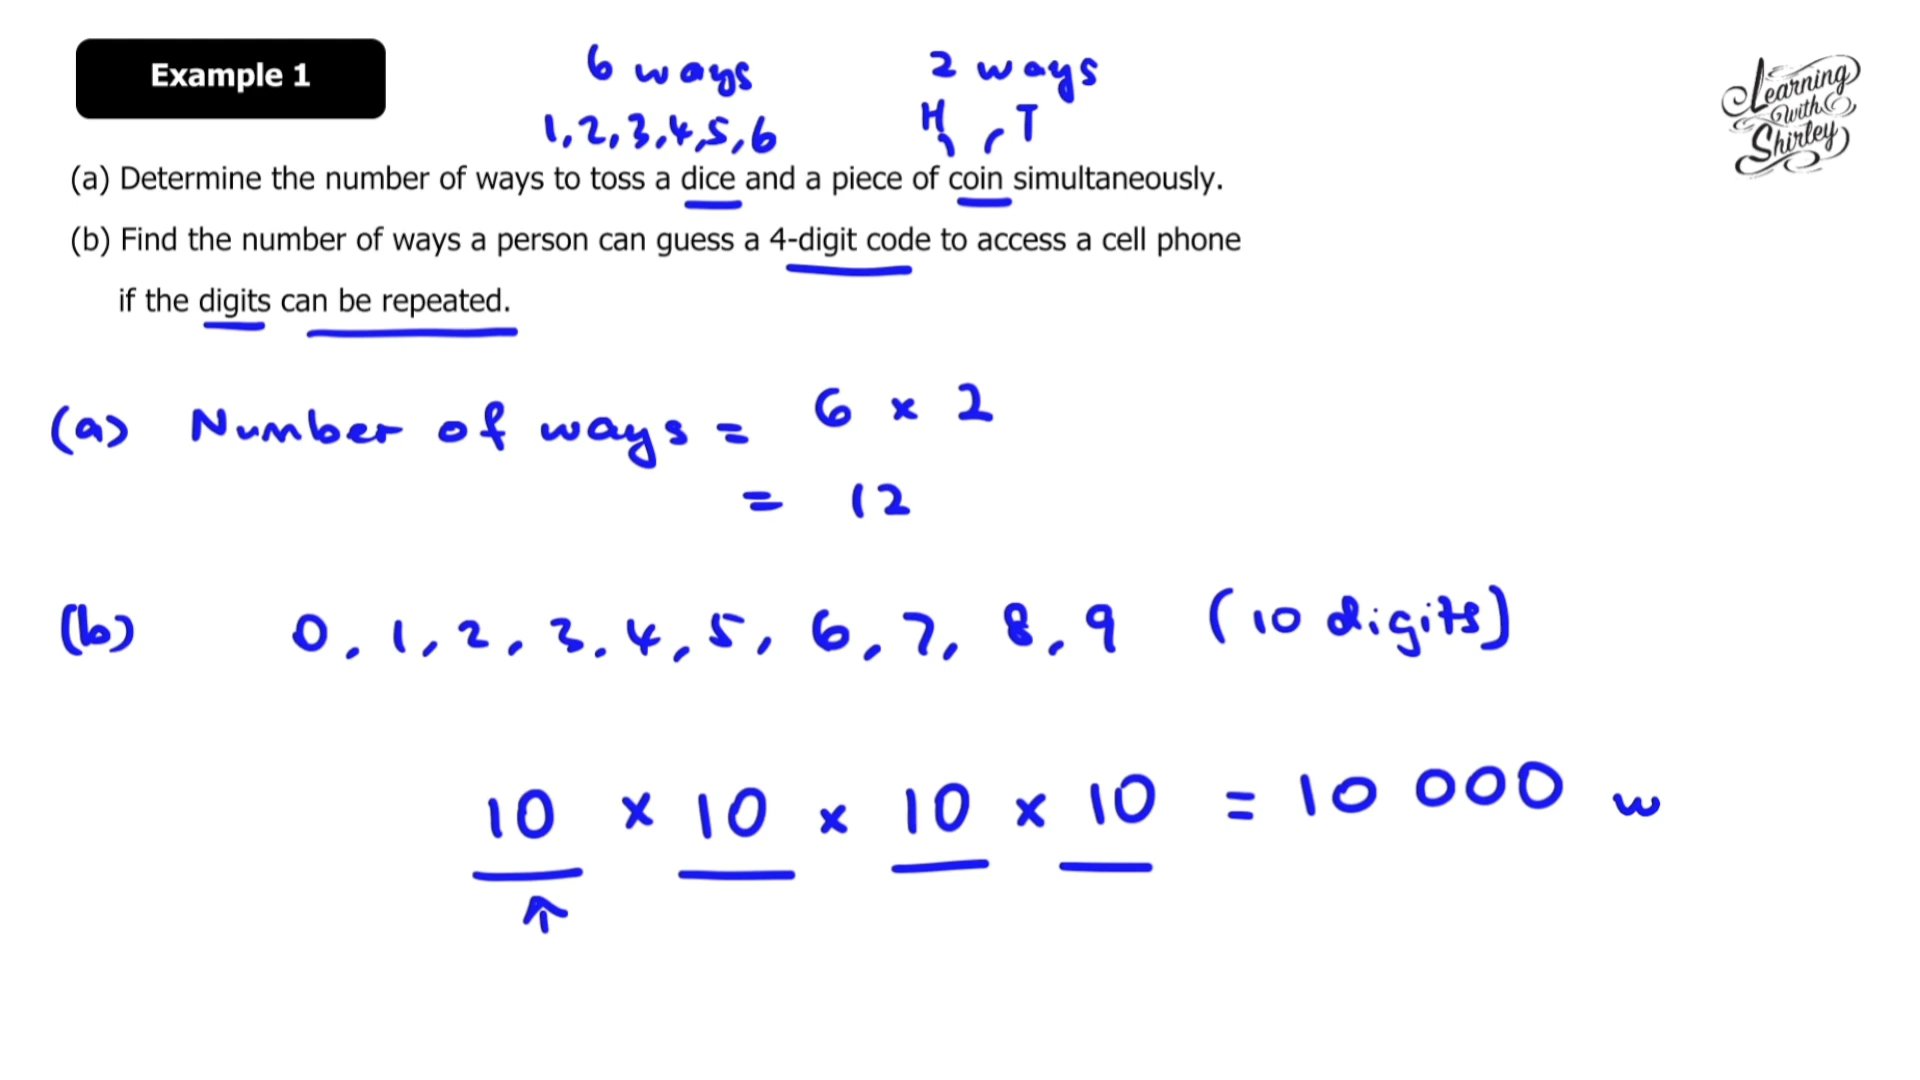 Example 1
6 ways 2 ways
1,2,3,4,5,6 H, , T
Learning
with
Shirley
(a) Determine the number of ways to toss a dice and a piece of coin simultaneously.
(b) Find the number of ways a person can guess a 4-digit code to access a cell phone
if the digits can be repeated.
(a) Number of ways = 6 × 2
= 12
(b) 0, 1, 2, 3, 4, 5, 6, 7, 8, 9 (10 digits)
10 × 10 × 10 × 10 = 10 000 w
↑